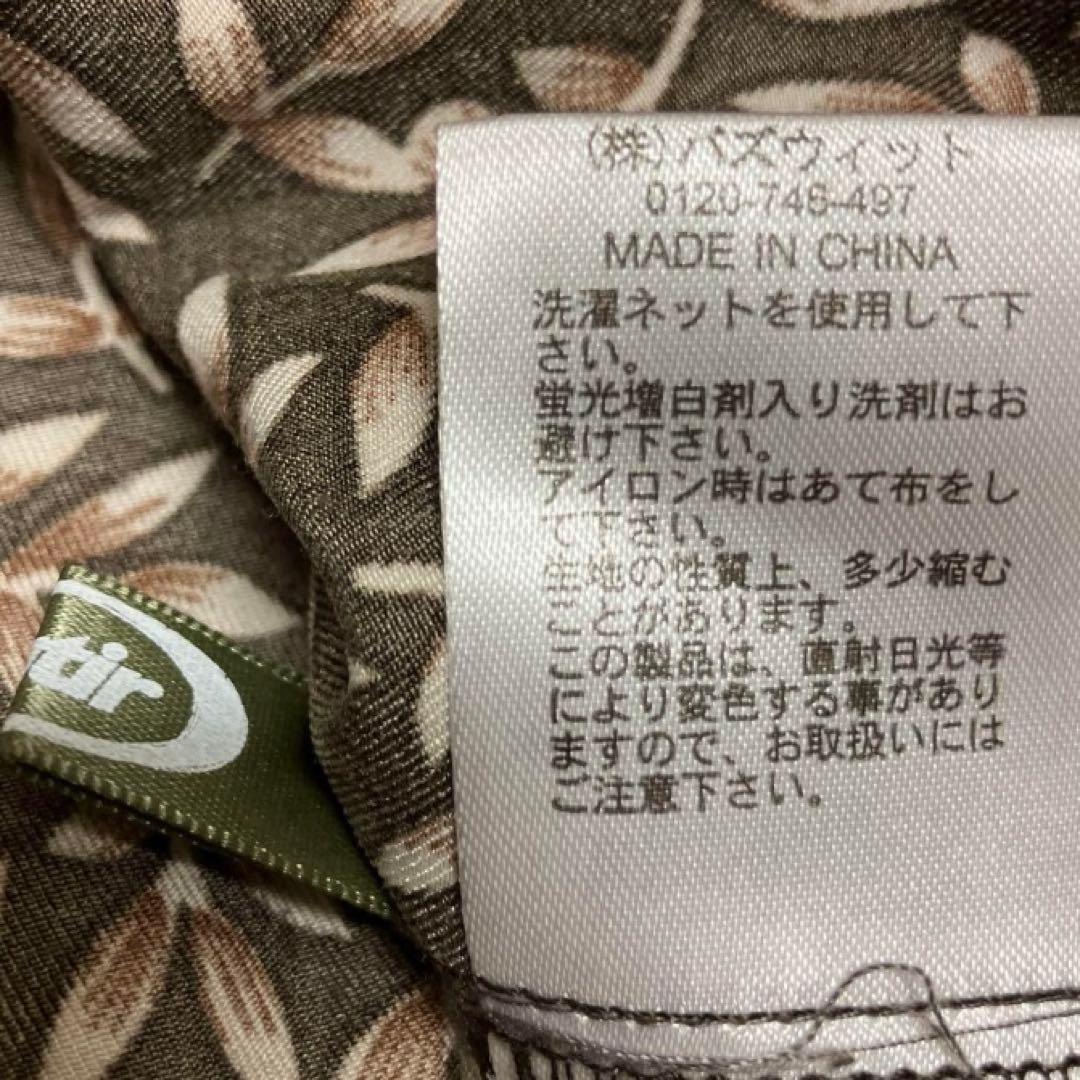 (株)バズウィット
0120-746-497
MADE IN CHINA
洗濯ネットを使用して下
さい。
蛍光増白剤入り洗剤はお
避け下さい。
アイロン時はあて布をし
て下さい。
生地の性質上、多少縮む
ことがあります。
この製品は、直射日光等
により変色する事があり
ますので、お取扱いには
ご注意下さい。